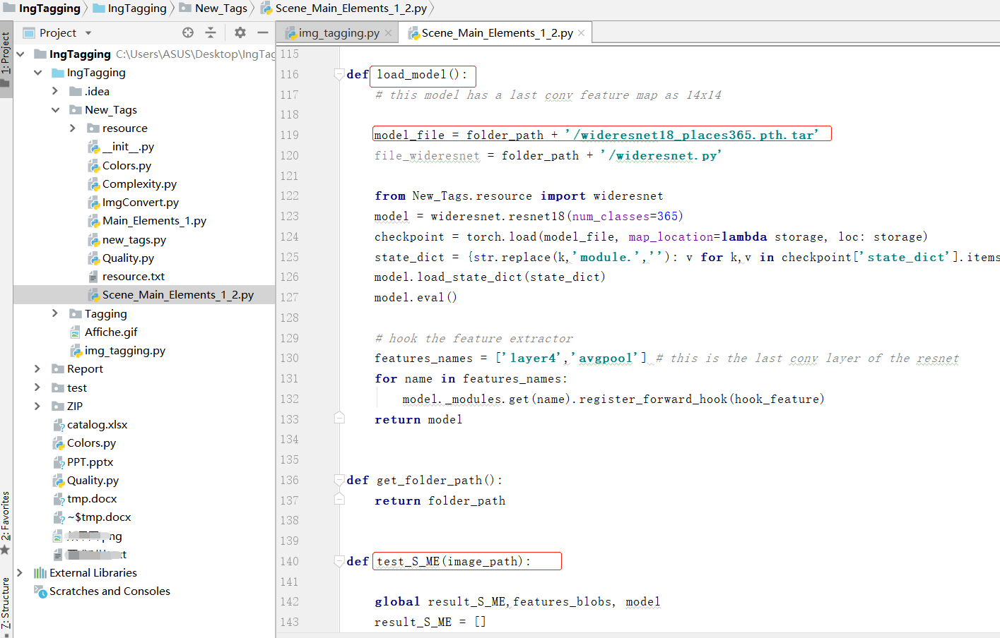 IngTagging IngTagging New_Tags Scene_Main_Elements_1_2.py
Project
img_tagging.py
Scene_Main_Elements_1_2.py
1: Project
2: Favorites
7: Structure
IngTagging C:\Users\ASUS\Desktop\IngTag
IngTagging
.idea
New_Tags
resource
__init__.py
Colors.py
Complexity.py
ImgConvert.py
Main_Elements_1.py
new_tags.py
Quality.py
resource.txt
Scene_Main_Elements_1_2.py
Tagging
Affiche.gif
img_tagging.py
Report
test
ZIP
catalog.xlsx
Colors.py
PPT.pptx
Quality.py
tmp.docx
~$tmp.docx
External Libraries
Scratches and Consoles
115
116 def load_model():
117 # this model has a last conv feature map as 14x14
118
119 model_file = folder_path + '/wideresnet18_places365.pth.tar'
120 file_wideresnet = folder_path + '/wideresnet.py'
121
122 from New_Tags.resource import wideresnet
123 model = wideresnet.resnet18(num_classes=365)
124 checkpoint = torch.load(model_file, map_location=lambda storage, loc: storage)
125 state_dict = {str.replace(k,'module.',''): v for k,v in checkpoint['state_dict'].items
126 model.load_state_dict(state_dict)
127 model.eval()
128
129 # hook the feature extractor
130 features_names = ['layer4','avgpool'] # this is the last conv layer of the resnet
131 for name in features_names:
132 model._modules.get(name).register_forward_hook(hook_feature)
133 return model
134
135
136 def get_folder_path():
137 return folder_path
138
139
140 def test_S_ME(image_path):
141
142 global result_S_ME,features_blobs, model
143 result_S_ME = []